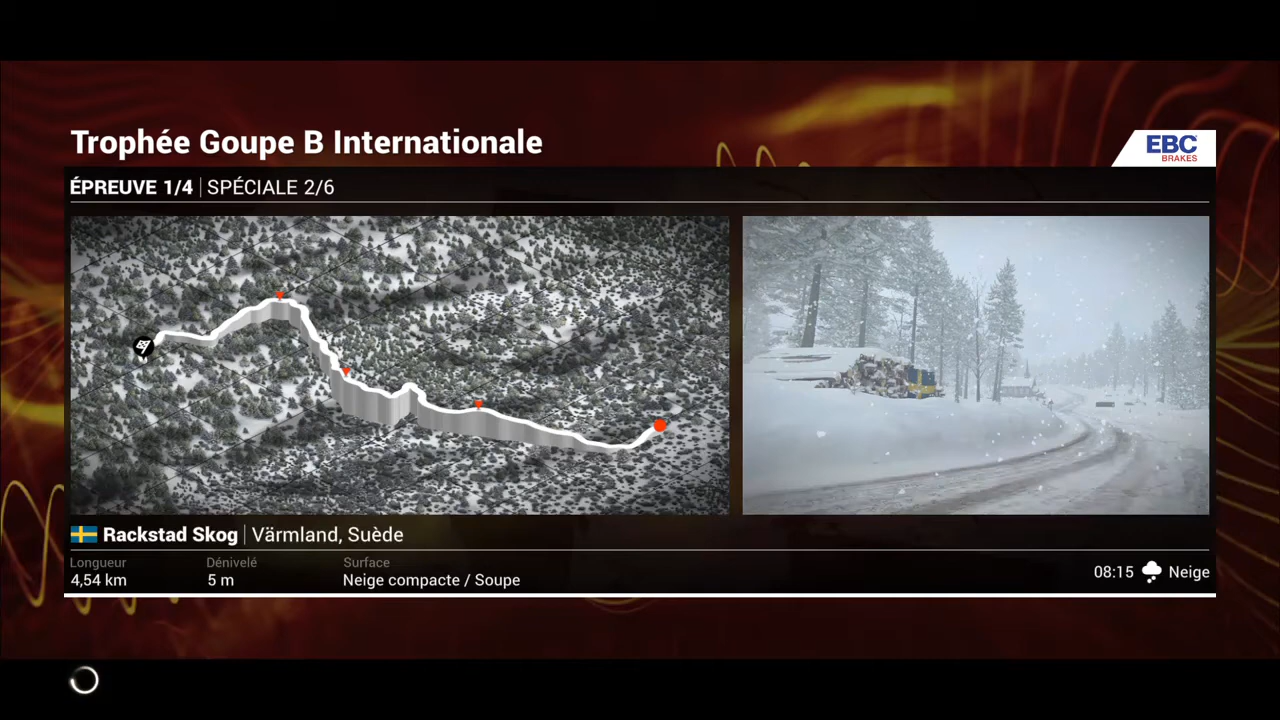 Trophée Goupe B Internationale
EBC
BRAKES
ÉPREUVE 1/4 | SPÉCIALE 2/6
Rackstad Skog | Värmland, Suède
Longueur Dénivelé Surface
4,54 km 5 m Neige compacte / Soupe
08:15 Neige